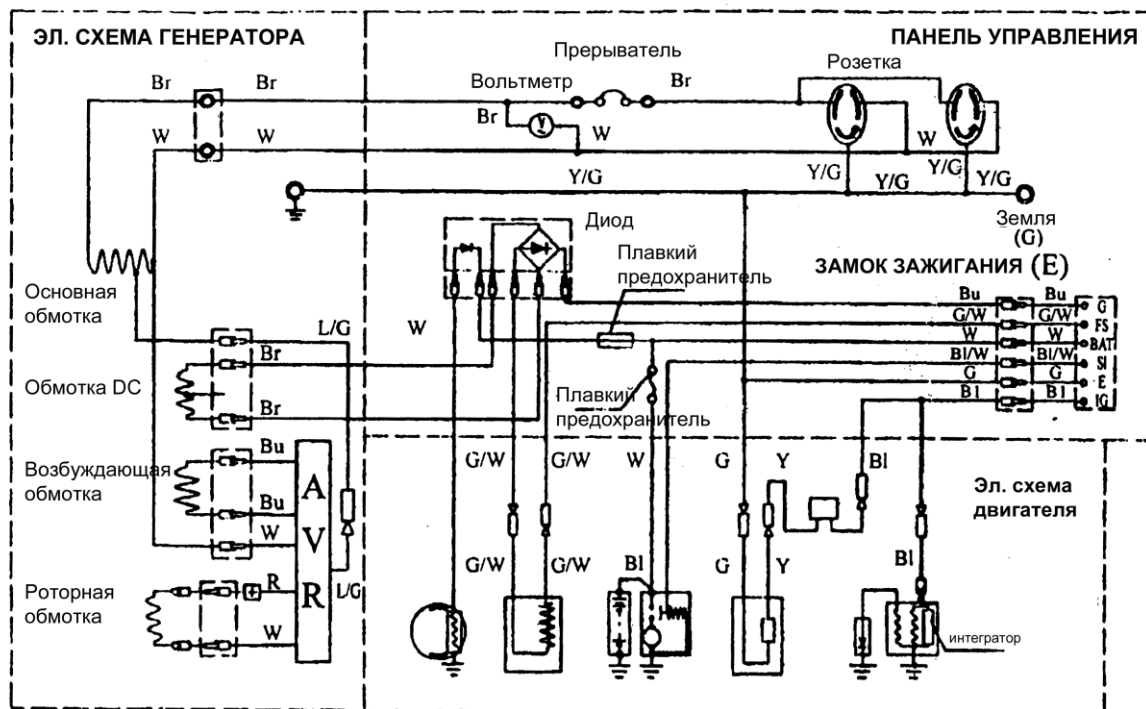 ЭЛ. СХЕМА ГЕНЕРАТОРА
ПАНЕЛЬ УПРАВЛЕНИЯ
Прерыватель
Вольтметр
Розетка
Br
Br
Br
Br
V
W
W
W
W
Y/G
Y/G
Y/G
Y/G
Y/G
Земля
(G)
Диод
Плавкий
предохранитель
ЗАМОК ЗАЖИГАНИЯ (E)
Основная
обмотка
L/G
W
Bu
Bu
G
G/W
G/W
FS
W
W
BAT
Bl/W
Bl/W
SI
G
G
E
Bl
Bl
IG
Обмотка DC
Br
Br
Плавкий
предохранитель
Возбуждающая
обмотка
Bu
Bu
W
A
V
R
L/G
G/W
G/W
W
G
Y
Bl
Эл. схема
двигателя
G/W
G/W
Bl
G
Y
Bl
Роторная
обмотка
R
W
интегратор